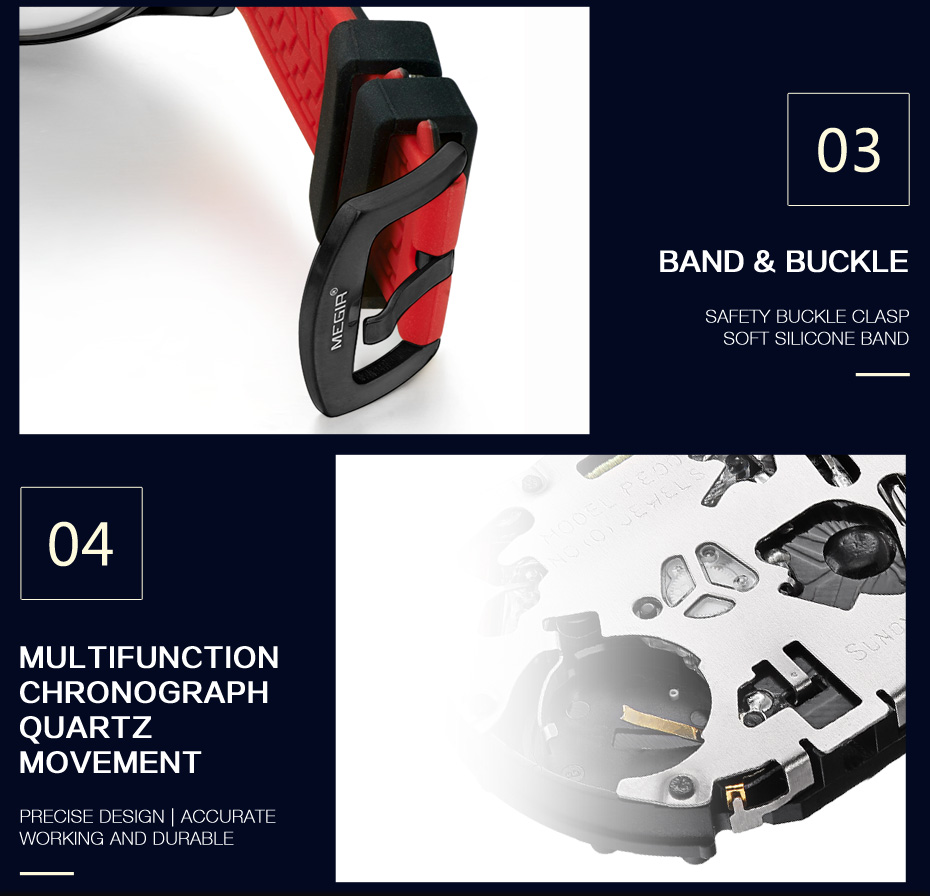 MEGIR®
03
BAND & BUCKLE
SAFETY BUCKLE CLASP
SOFT SILICONE BAND
04
MULTIFUNCTION
CHRONOGRAPH
QUARTZ
MOVEMENT
PRECISE DESIGN | ACCURATE
WORKING AND DURABLE
MODEL